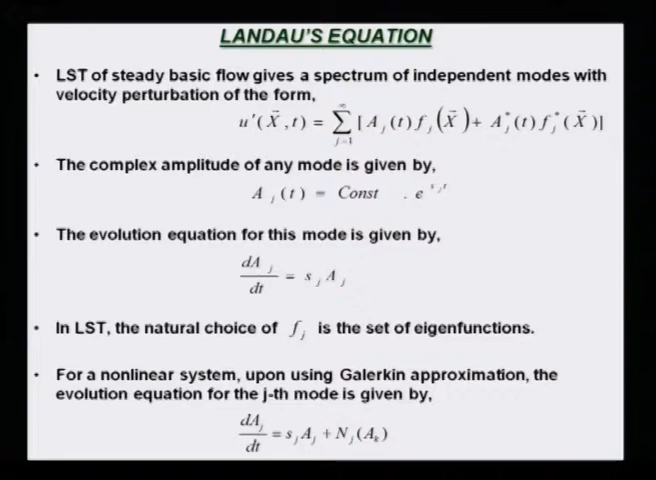 LANDAU'S EQUATION
• LST of steady basic flow gives a spectrum of independent modes with
velocity perturbation of the form,
u'(X⃗,t) = ∑_{j=1}^{∞} [A_j(t) f_j(X⃗) + A_j^*(t) f_j^*(X⃗)]
• The complex amplitude of any mode is given by,
A_j(t) = Const . e^{s_j t}
• The evolution equation for this mode is given by,
dA_j/dt = s_j A_j
• In LST, the natural choice of f_j is the set of eigenfunctions.
• For a nonlinear system, upon using Galerkin approximation, the
evolution equation for the j-th mode is given by,
dA_j/dt = s_j A_j + N_j(A_k)